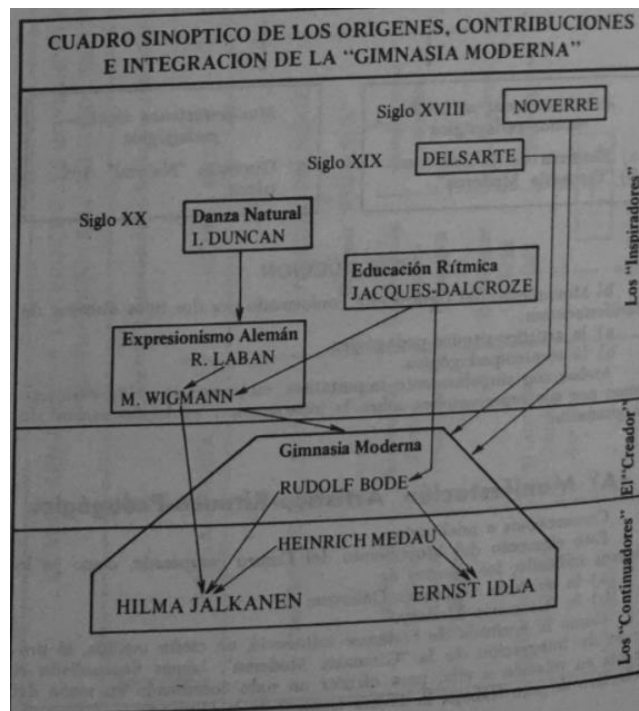 CUADRO SINOPTICO DE LOS ORIGENES, CONTRIBUCIONES
E INTEGRACION DE LA "GIMNASIA MODERNA"
Siglo XVIII
NOVERRE
Siglo XIX
DELSARTE
Siglo XX
Danza Natural
I. DUNCAN
Educación Rítmica
JACQUES-DALCROZE
Expresionismo Alemán
R. LABAN
M. WIGMANN
Gimnasia Moderna
RUDOLF BODE
HEINRICH MEDAU
HILMA JALKANEN
ERNST IDLA
Los "Inspiradores"
El "Creador"
Los "Continuadores"